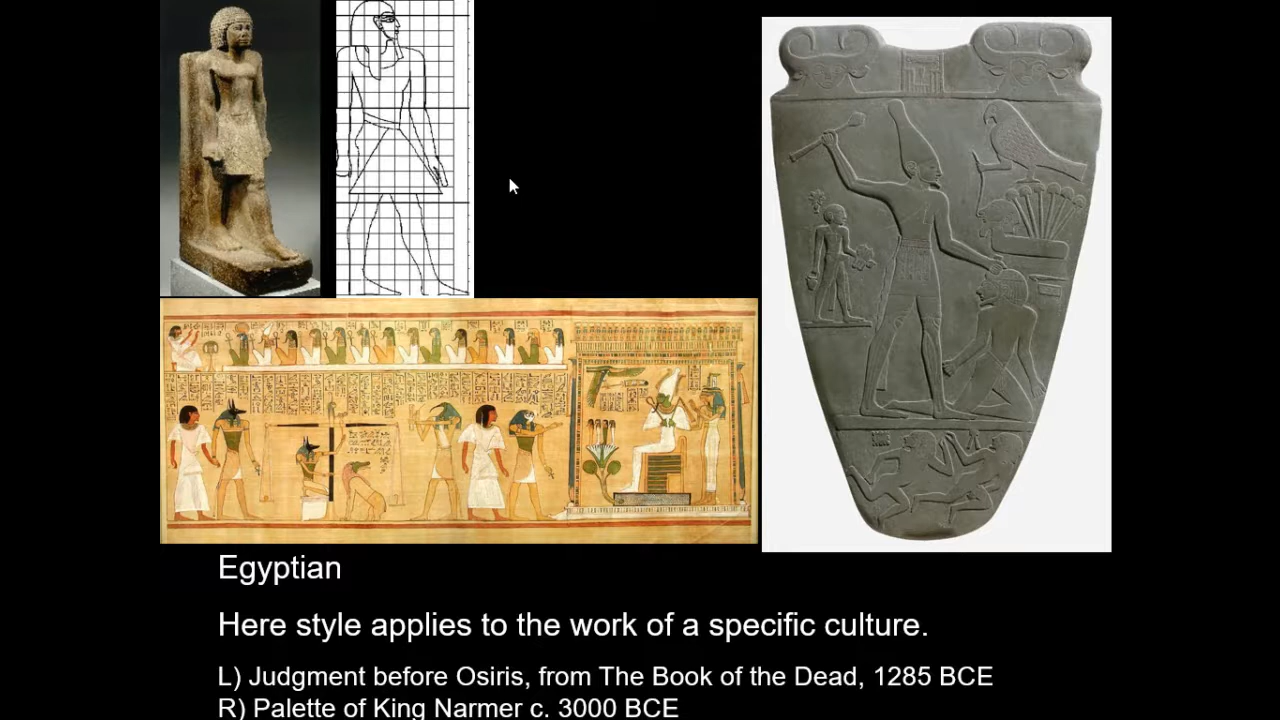 Egyptian
Here style applies to the work of a specific culture.
L) Judgment before Osiris, from The Book of the Dead, 1285 BCE
R) Palette of King Narmer c. 3000 BCE